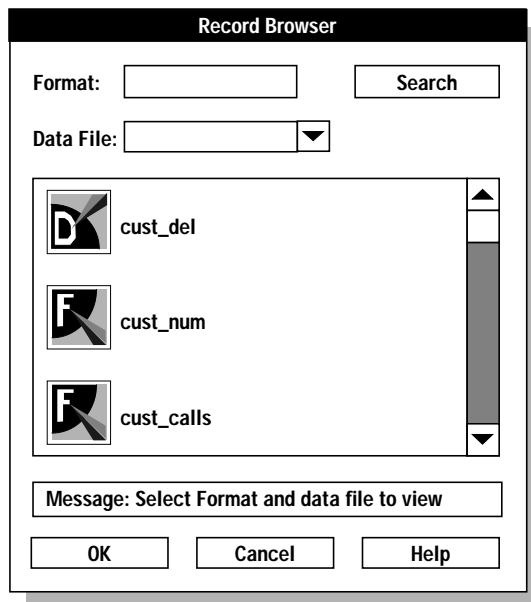 Record Browser
Format:
Search
Data File:
D
cust_del
F
cust_num
F
cust_calls
Message: Select Format and data file to view
OK Cancel Help